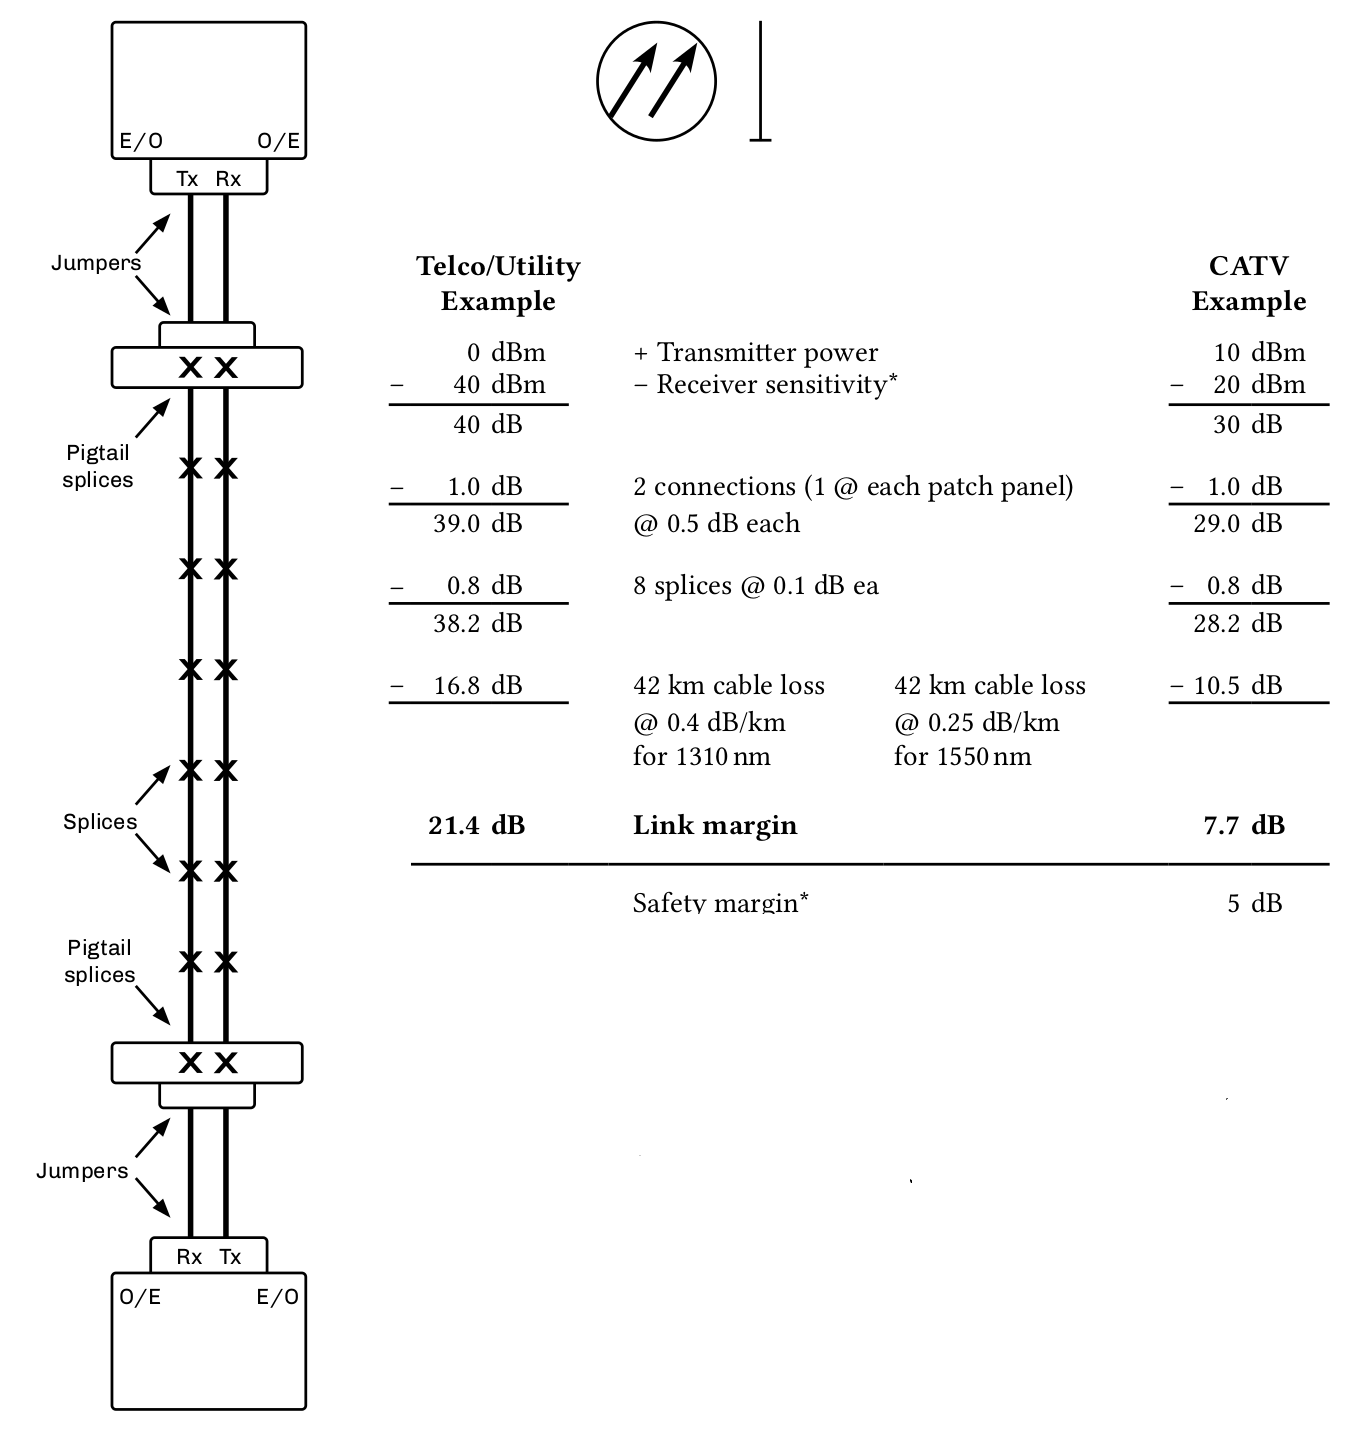 E/O O/E
Tx Rx
Jumpers
X X
Pigtail
splices
X X
X X
X X
X X
Splices
X X
Pigtail
splices
X X
X X
Jumpers
Rx Tx
O/E E/O
Telco/Utility
Example
CATV
Example
0 dBm + Transmitter power 10 dBm
– 40 dBm – Receiver sensitivity* – 20 dBm
40 dB 30 dB
– 1.0 dB 2 connections (1 @ each patch panel) – 1.0 dB
39.0 dB @ 0.5 dB each 29.0 dB
– 0.8 dB 8 splices @ 0.1 dB ea – 0.8 dB
38.2 dB 28.2 dB
– 16.8 dB 42 km cable loss 42 km cable loss – 10.5 dB
@ 0.4 dB/km @ 0.25 dB/km
for 1310 nm for 1550 nm
21.4 dB Link margin 7.7 dB
Safety margin* 5 dB